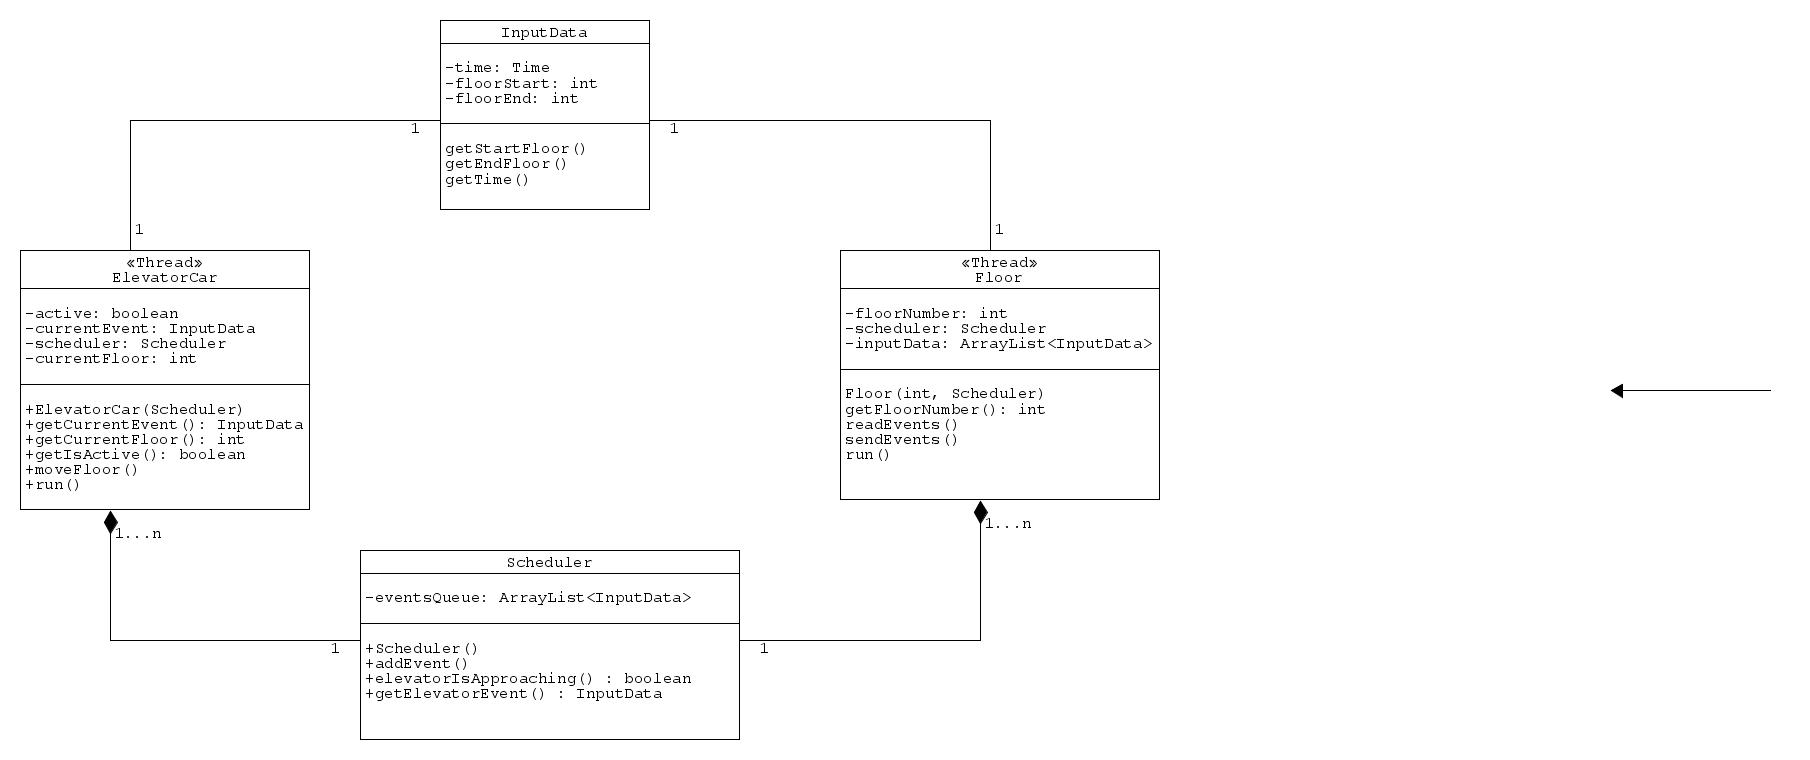 InputData
-time: Time
-floorStart: int
-floorEnd: int
1
1
getStartFloor()
getEndFloor()
getTime()
1
1
«Thread»
ElevatorCar
-active: boolean
-currentEvent: InputData
-scheduler: Scheduler
-currentFloor: int
+ElevatorCar(Scheduler)
+getCurrentEvent(): InputData
+getCurrentFloor(): int
+getIsActive(): boolean
+moveFloor()
+run()
1...n
«Thread»
Floor
-floorNumber: int
-scheduler: Scheduler
-inputData: ArrayList<InputData>
Floor(int, Scheduler)
getFloorNumber(): int
readEvents()
sendEvents()
run()
1...n
Scheduler
-eventsQueue: ArrayList<InputData>
1
1
+Scheduler()
+addEvent()
+elevatorIsApproaching() : boolean
+getElevatorEvent() : InputData